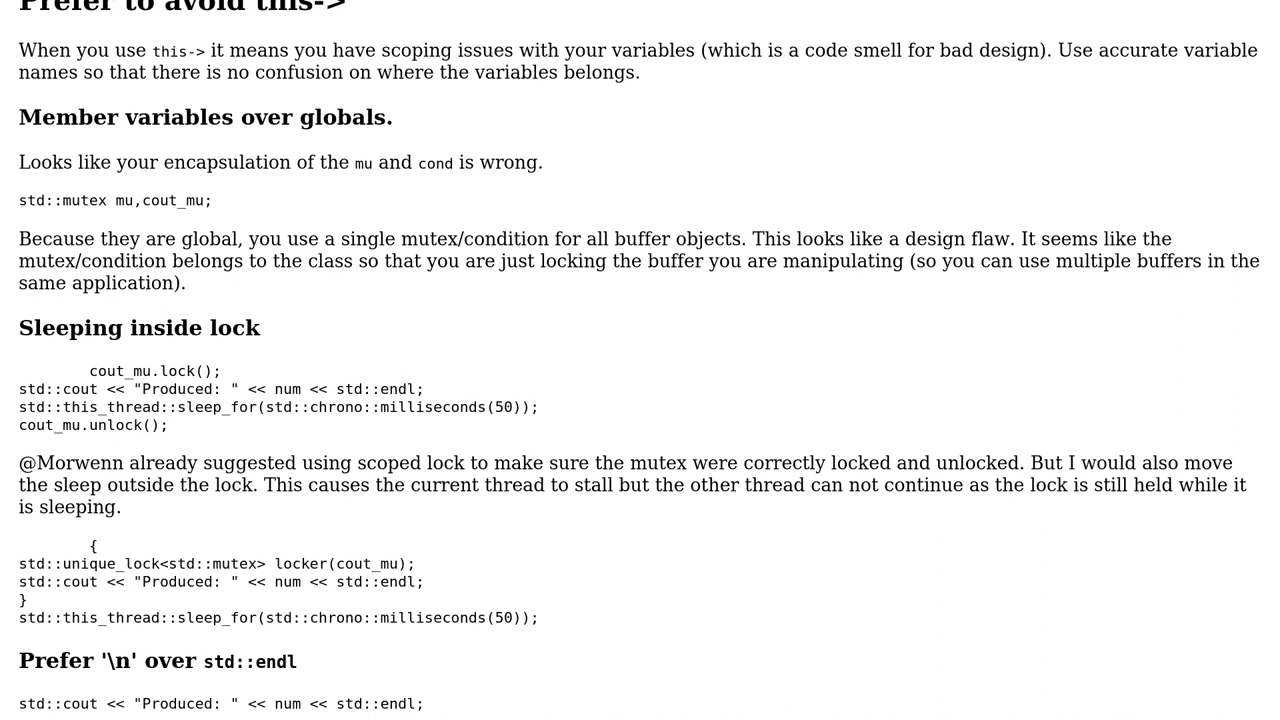 Prefer to avoid this->
When you use this-> it means you have scoping issues with your variables (which is a code smell for bad design). Use accurate variable
names so that there is no confusion on where the variables belongs.
Member variables over globals.
Looks like your encapsulation of the mu and cond is wrong.
std::mutex mu,cout_mu;
Because they are global, you use a single mutex/condition for all buffer objects. This looks like a design flaw. It seems like the
mutex/condition belongs to the class so that you are just locking the buffer you are manipulating (so you can use multiple buffers in the
same application).
Sleeping inside lock
cout_mu.lock();
std::cout << "Produced: " << num << std::endl;
std::this_thread::sleep_for(std::chrono::milliseconds(50));
cout_mu.unlock();
@Morwenn already suggested using scoped lock to make sure the mutex were correctly locked and unlocked. But I would also move
the sleep outside the lock. This causes the current thread to stall but the other thread can not continue as the lock is still held while it
is sleeping.
{
std::unique_lock<std::mutex> locker(cout_mu);
std::cout << "Produced: " << num << std::endl;
}
std::this_thread::sleep_for(std::chrono::milliseconds(50));
Prefer '\n' over std::endl
std::cout << "Produced: " << num << std::endl;